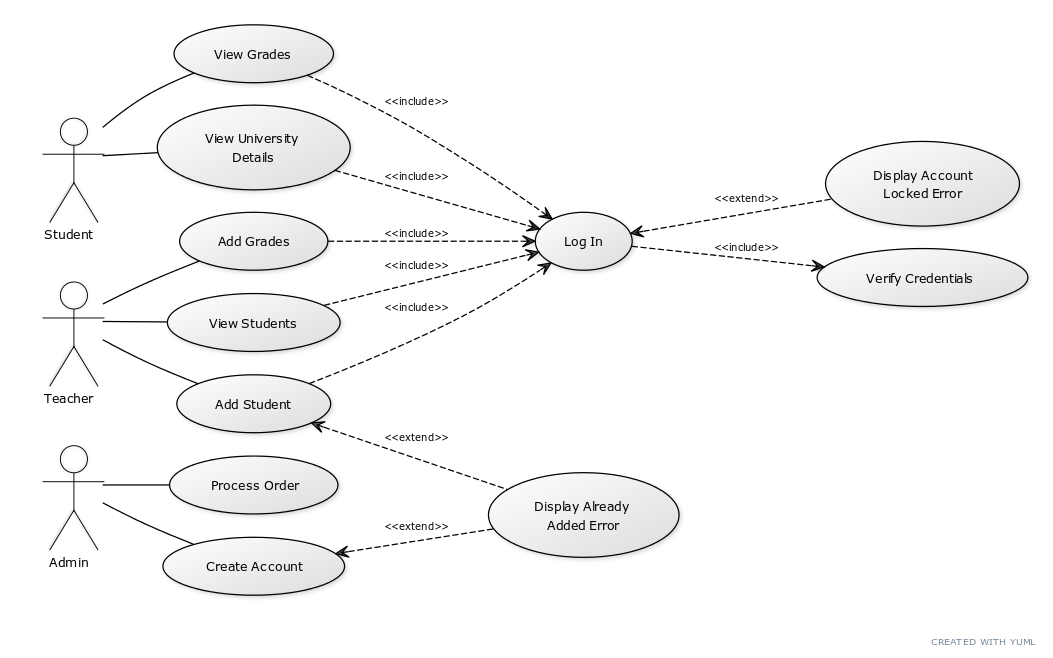 View Grades
<<include>>
View University
Details
Student
<<include>>
Display Account
Locked Error
<<extend>>
Add Grades
<<include>>
Log In
<<include>>
<<include>>
Verify Credentials
View Students
<<include>>
Teacher
Add Student
<<extend>>
Process Order
Display Already
Added Error
<<extend>>
Admin
Create Account
CREATED WITH YUML